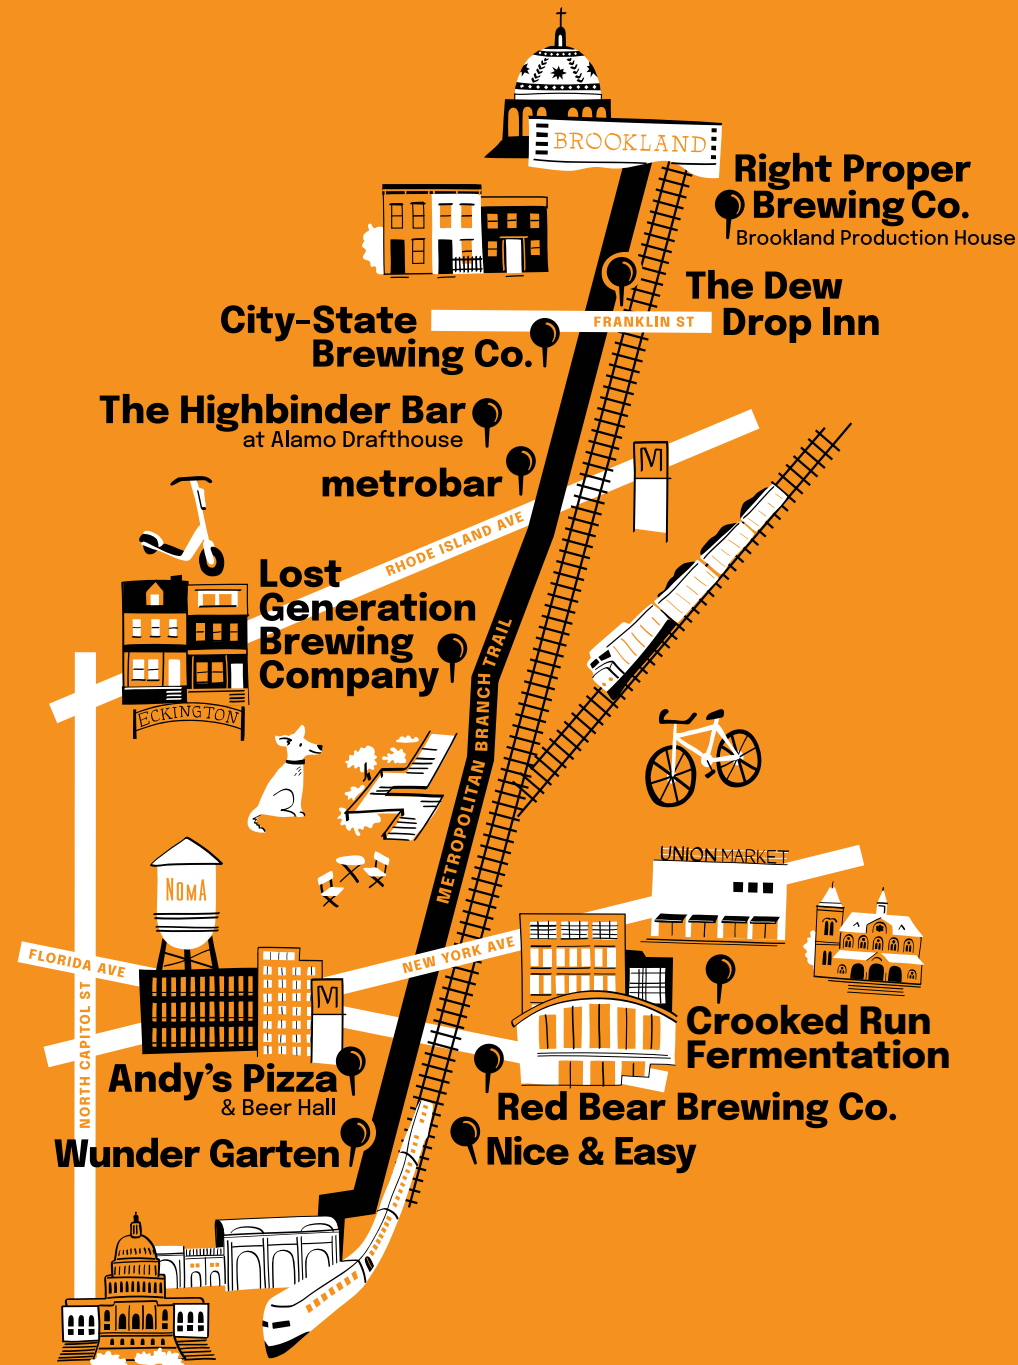 BROOKLAND
Right Proper
Brewing Co.
Brookland Production House
The Dew
Drop Inn
City-State
Brewing Co.
FRANKLIN ST
The Highbinder Bar
at Alamo Drafthouse
metrobar
M
RHODE ISLAND AVE
Lost
Generation
Brewing
Company
ECKINGTON
METROPOLITAN BRANCH TRAIL
UNION MARKET
NOMA
FLORIDA AVE
NEW YORK AVE
M
NORTH CAPITOL ST
Crooked Run
Fermentation
Andy's Pizza
& Beer Hall
Red Bear Brewing Co.
Wunder Garten
Nice & Easy